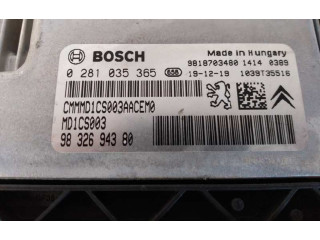 BOSCH
Made in Hungary
9818703480 1414 0389
0 281 035 365 650 19-12-19 1039T35516
CMMMD1CS003AACEM0
MD1CS003
98 326 943 80